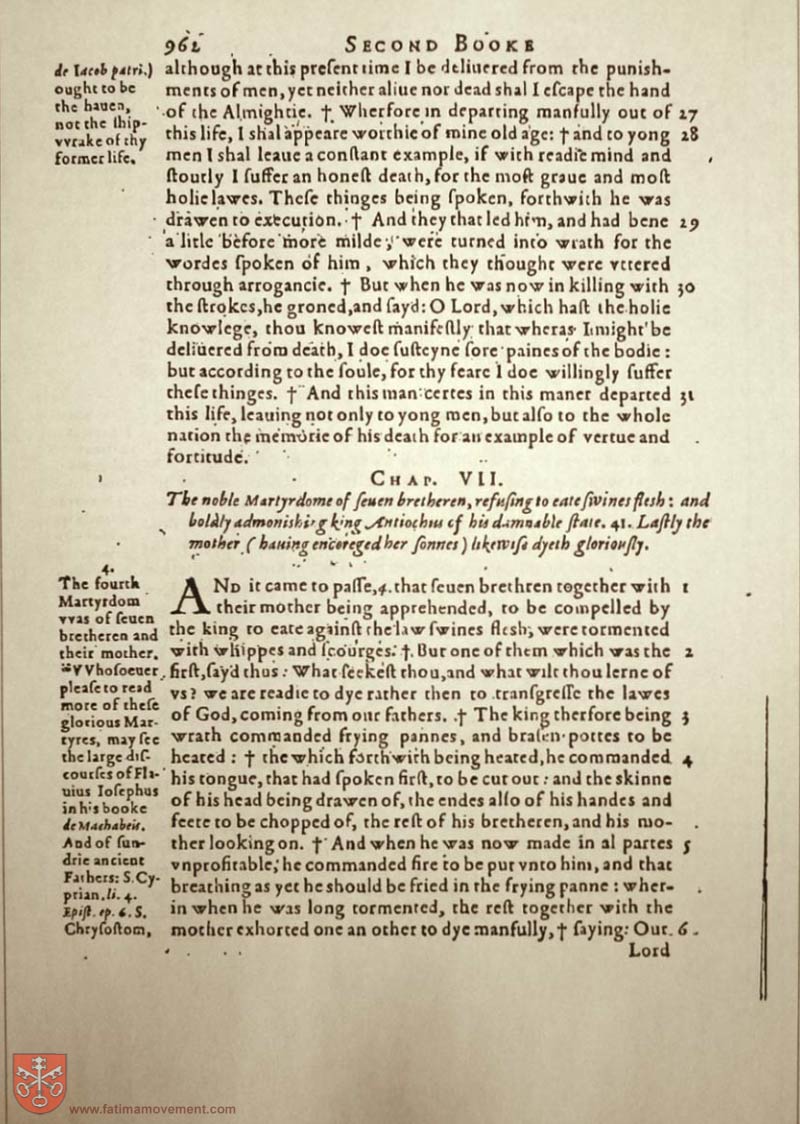 962 SECOND BOOKE
de Iacob patri.)
ought to be
the hauen,
not the ship-
vvrake of thy
former life.
although at this preſent time I be deliuered from the punish-
ments of men, yet neither aliue nor dead shal I eſcape the hand
of the Almightie. † Wherfore in departing manfully out of 27
this life, I shal appeare worthie of mine old age: † and to yong 28
men I shal leaue a conſtant example, if with readie mind and
ſtoutly I ſuffer an honeſt death, for the moſt graue and moſt
holie lawes. Theſe thinges being ſpoken, forthwith he was
drawen to execution. † And they that led him, and had bene 29
a litle before more milde, were turned into wrath for the
wordes ſpoken of him, which they thought were vttered
through arrogancie. † But when he was now in killing with 30
the ſtrokes, he groned, and ſayd: O Lord, which haſt the holie
knowlege, thou knoweſt manifeſtly that wheras I might be
deliuered from death, I doe ſuſteyne ſore paines of the bodie:
but according to the ſoule, for thy feare I doe willingly ſuffer
theſe thinges. † And this man certes in this maner departed 31
this life, leauing not only to yong men, but alſo to the whole
nation the memorie of his death for an example of vertue and
fortitude.
CHAP. VII.
The noble Martyrdome of ſeuen bretheren, refuſing to eate ſwines flesh: and
boldly admonishing king Antiochus of his damnable ſtate. 41. Laſtly the
mother (hauing encoreged her ſonnes) likewiſe dyeth gloriouſly.
4.
The fourth
Martyrdom
vvas of ſeuen
bretheren and
their mother.
VVhoſoeuer
pleaſe to read
more of theſe
glorious Mar-
tyres, may ſee
the large diſ-
courſes of Fla-
uius Ioſephus
in his booke
de Machabeis.
And of ſun-
drie ancient
Fathers: S. Cy-
prian, li. 4.
Epiſt. ep. 6. S.
Chryſoſtom,
AND it came to paſſe, 4. that ſeuen brethren together with 1
their mother being apprehended, to be compelled by
the king to eate againſt the law ſwines flesh, were tormented
with whippes and ſcourges. † But one of them which was the 2
firſt, ſayd thus: What ſeekeſt thou, and what wilt thou lerne of
vs? we are readie to dye rather then to tranſgreſſe the lawes
of God, coming from our fathers. † The king therfore being 3
wrath commanded frying pannes, and braſen pottes to be
heated: † the which forthwith being heated, he commanded 4
his tongue, that had ſpoken firſt, to be cut out: and the skinne
of his head being drawen of, the endes alſo of his handes and
feete to be chopped of, the reſt of his bretheren, and his mo-
ther looking on. † And when he was now made in al partes 5
vnprofitable, he commanded fire to be put vnto him, and that
breathing as yet he should be fried in the frying panne: wher-
in when he was long tormented, the reſt together with the
mother exhorted one an other to dye manfully, † ſaying: Our 6
Lord
www.fatimamovement.com